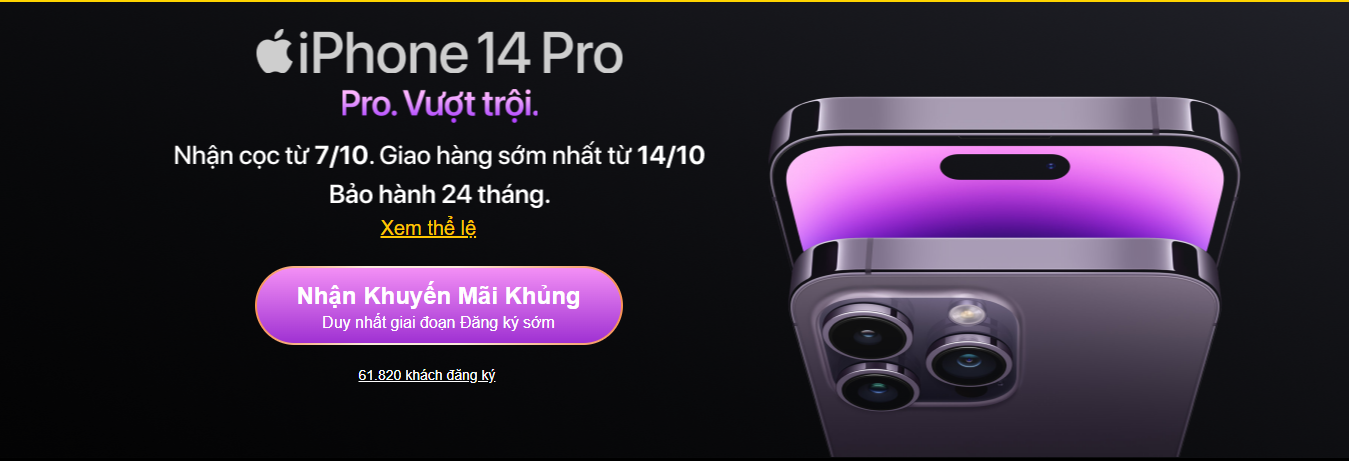 iPhone 14 Pro
Pro. Vượt trội.
Nhận cọc từ 7/10. Giao hàng sớm nhất từ 14/10
Bảo hành 24 tháng.
Xem thể lệ
Nhận Khuyến Mãi Khủng
Duy nhất giai đoạn Đăng ký sớm
61.820 khách đăng ký